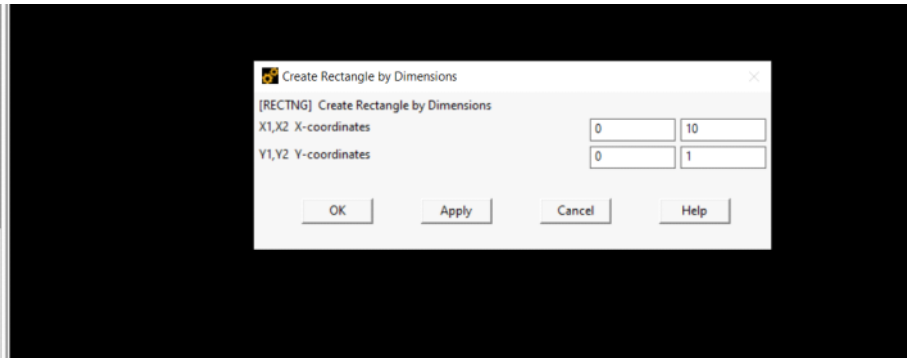 Create Rectangle by Dimensions
[RECTNG] Create Rectangle by Dimensions
X1,X2 X-coordinates 0 10
Y1,Y2 Y-coordinates 0 1
OK Apply Cancel Help